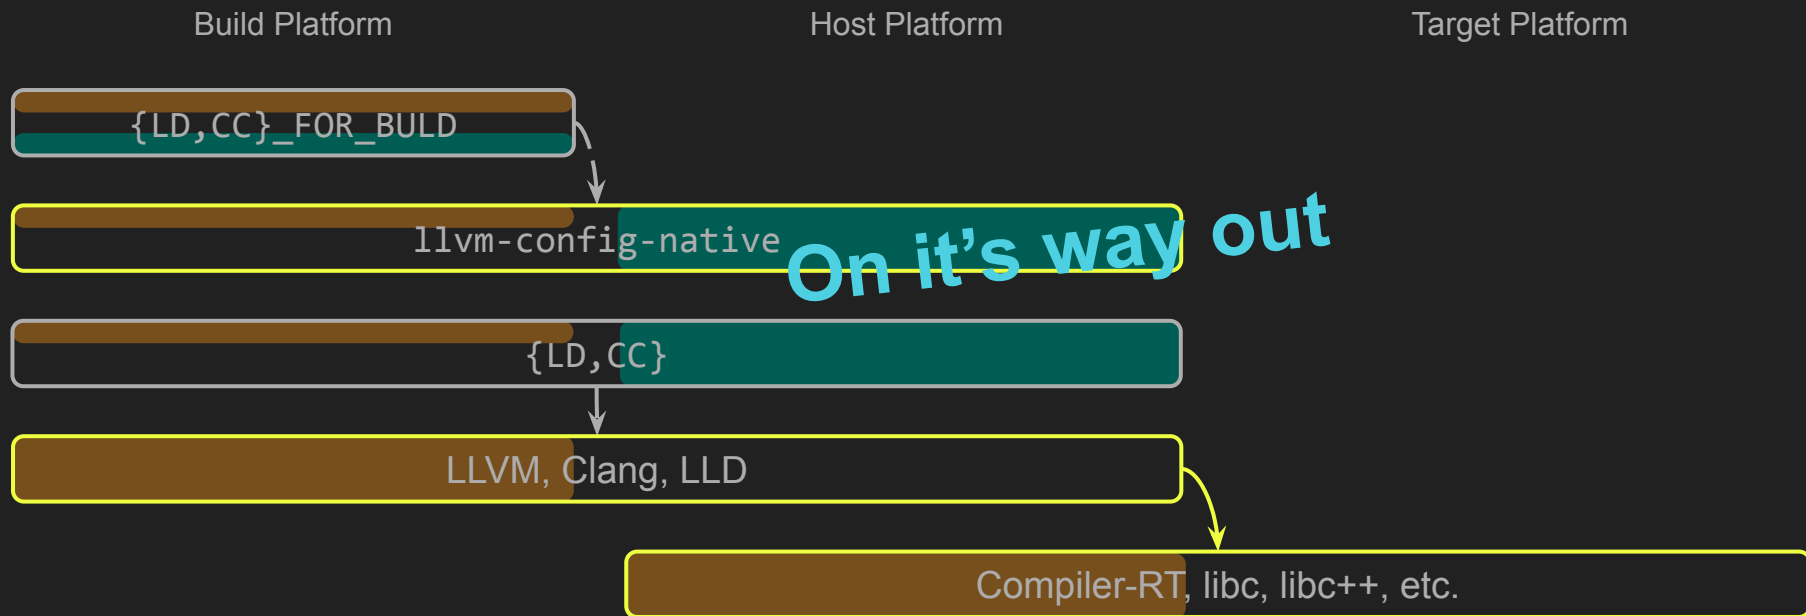 Build Platform
Host Platform
Target Platform
{LD,CC}_FOR_BULD
llvm-config-native
On it’s way out
{LD,CC}
LLVM, Clang, LLD
Compiler-RT, libc, libc++, etc.